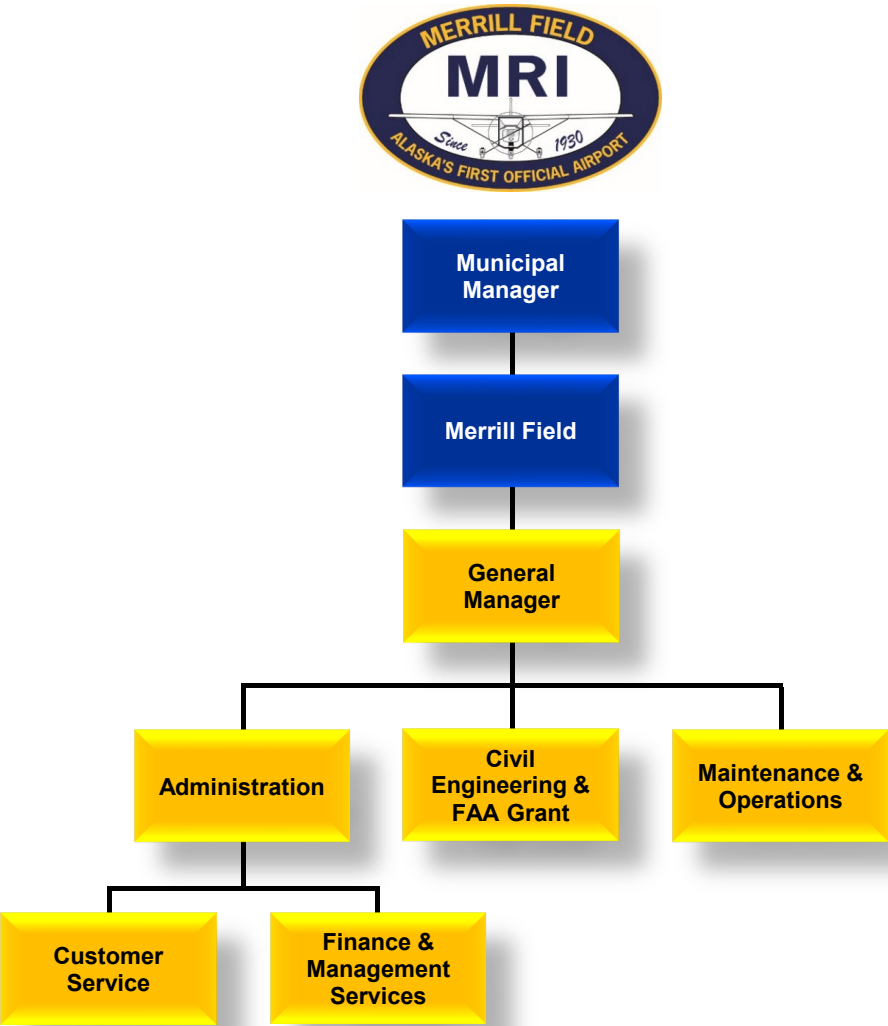 MERRILL FIELD
MRI
Since 1930
ALASKA'S FIRST OFFICIAL AIRPORT
Municipal
Manager
Merrill Field
General
Manager
Administration
Civil
Engineering &
FAA Grant
Maintenance &
Operations
Customer
Service
Finance &
Management
Services